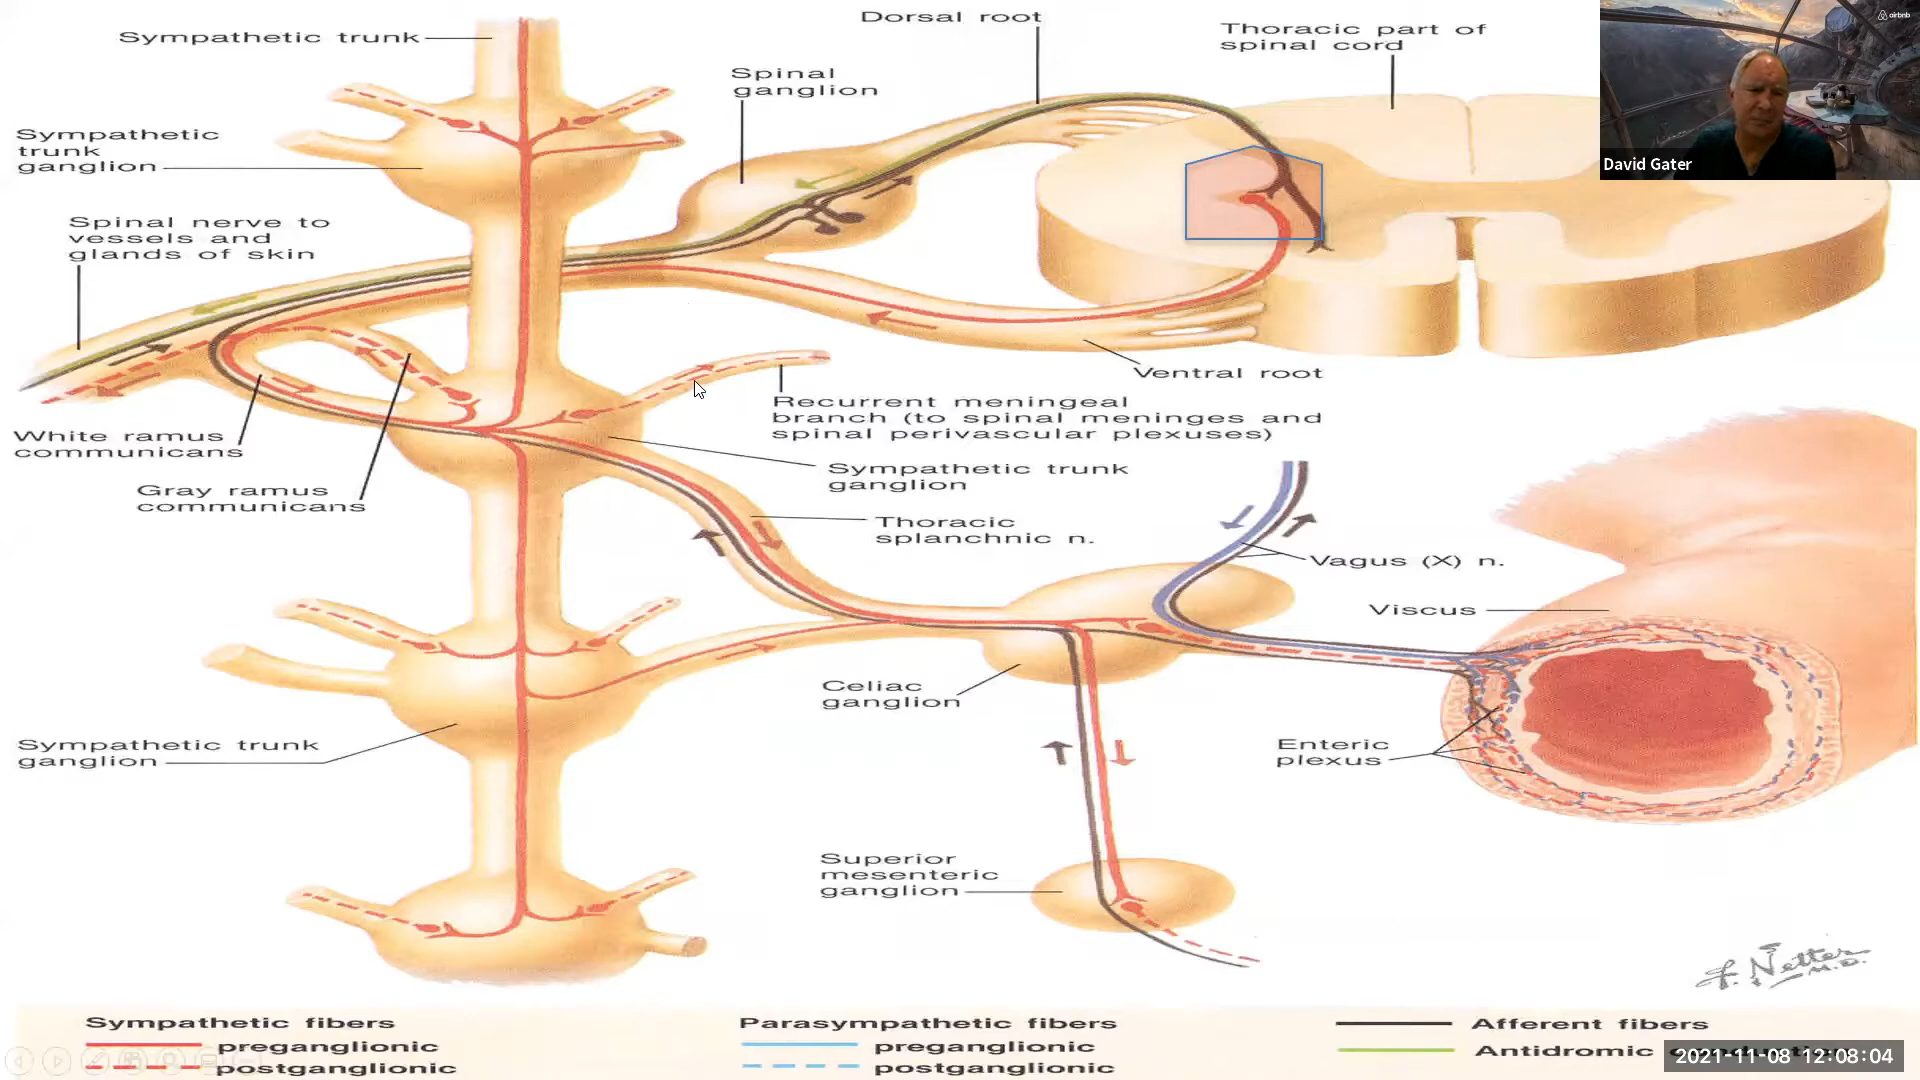 Sympathetic trunk
Dorsal root
Thoracic part of
spinal cord
airbnb
Spinal
ganglion
David Gater
Sympathetic
trunk
ganglion
Spinal nerve to
vessels and
glands of skin
Ventral root
Recurrent meningeal
branch (to spinal meninges and
spinal perivascular plexuses)
White ramus
communicans
Gray ramus
communicans
Sympathetic trunk
ganglion
Thoracic
splanchnic n.
Vagus (X) n.
Viscus
Celiac
ganglion
Sympathetic trunk
ganglion
Enteric
plexus
Superior
mesenteric
ganglion
F. Netter
M.D.
Sympathetic fibers
preganglionic
postganglionic
Parasympathetic fibers
preganglionic
postganglionic
Afferent fibers
Antidromic
2021-11-08 12:08:04